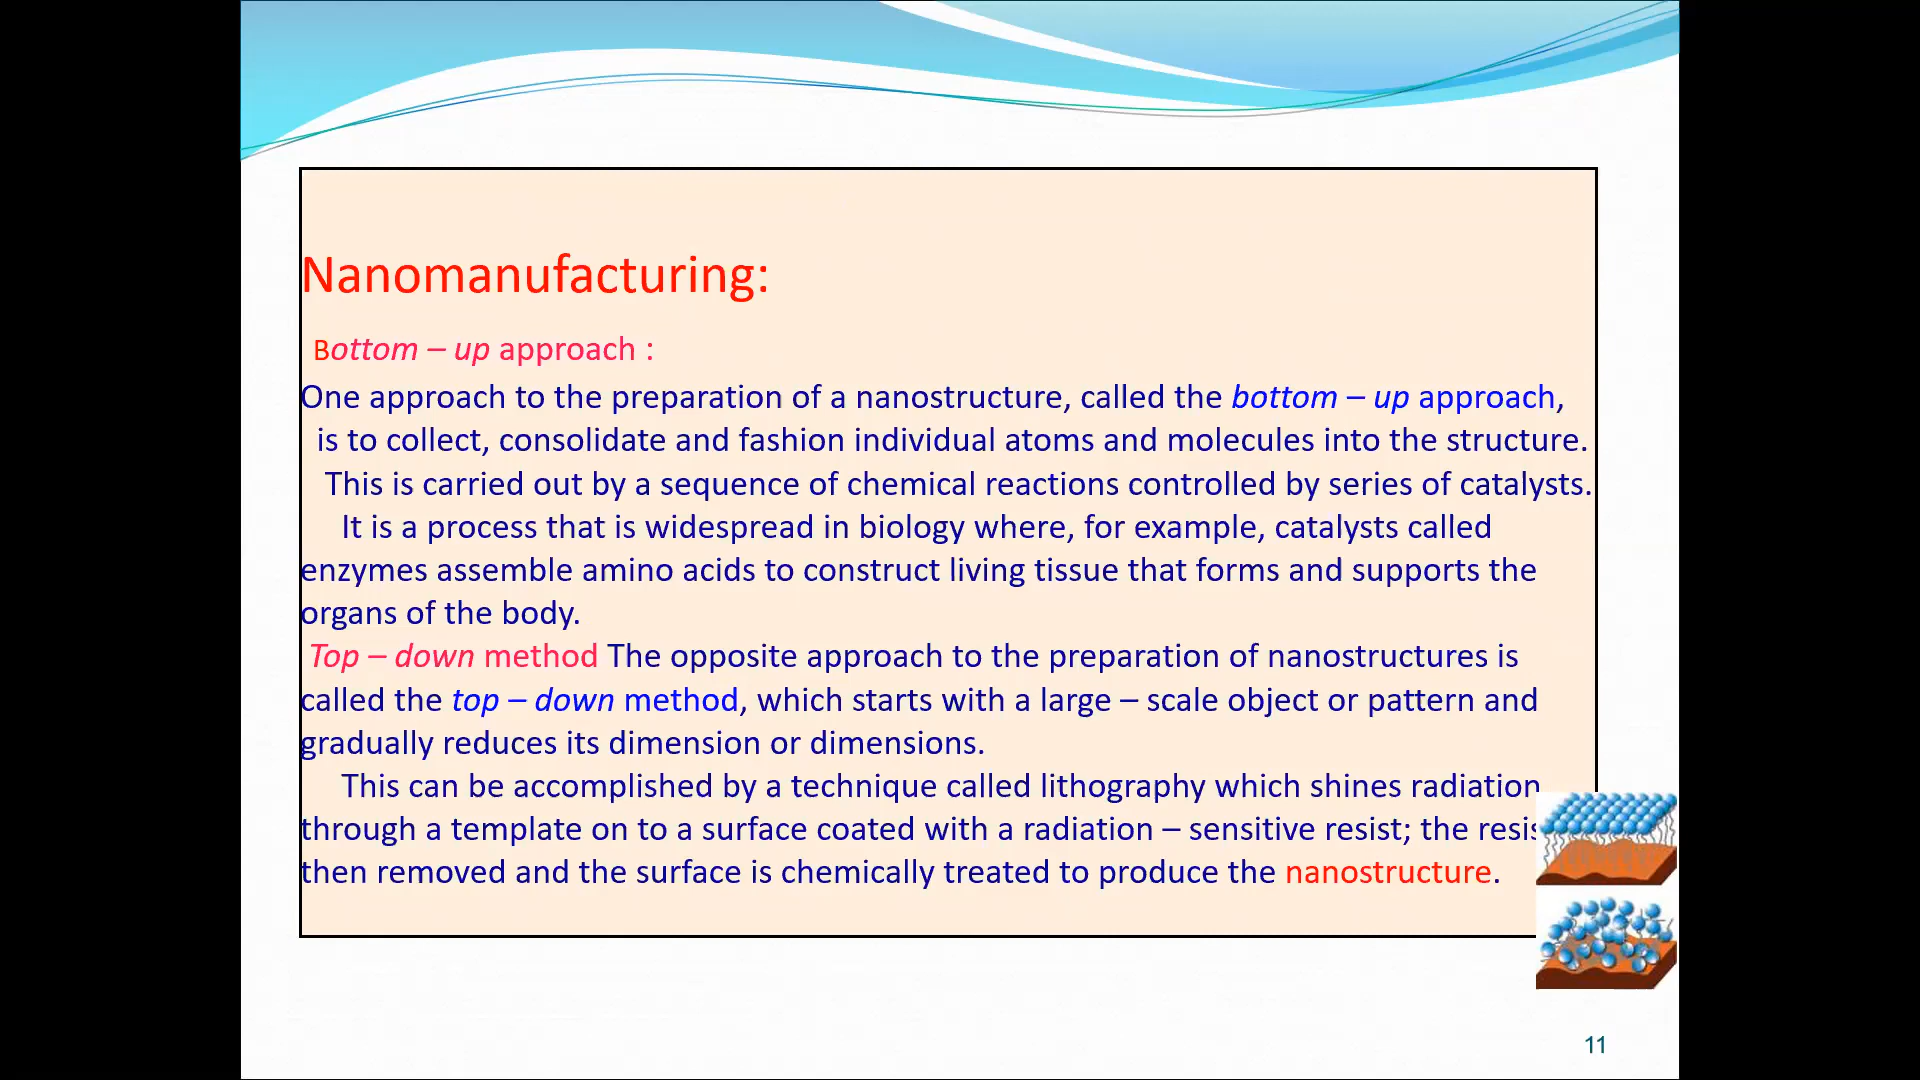 Nanomanufacturing:
Bottom – up approach :
One approach to the preparation of a nanostructure, called the bottom – up approach,
is to collect, consolidate and fashion individual atoms and molecules into the structure.
This is carried out by a sequence of chemical reactions controlled by series of catalysts.
It is a process that is widespread in biology where, for example, catalysts called
enzymes assemble amino acids to construct living tissue that forms and supports the
organs of the body.
Top – down method The opposite approach to the preparation of nanostructures is
called the top – down method, which starts with a large – scale object or pattern and
gradually reduces its dimension or dimensions.
This can be accomplished by a technique called lithography which shines radiation
through a template on to a surface coated with a radiation – sensitive resist; the
then removed and the surface is chemically treated to produce the nanostructure.
11